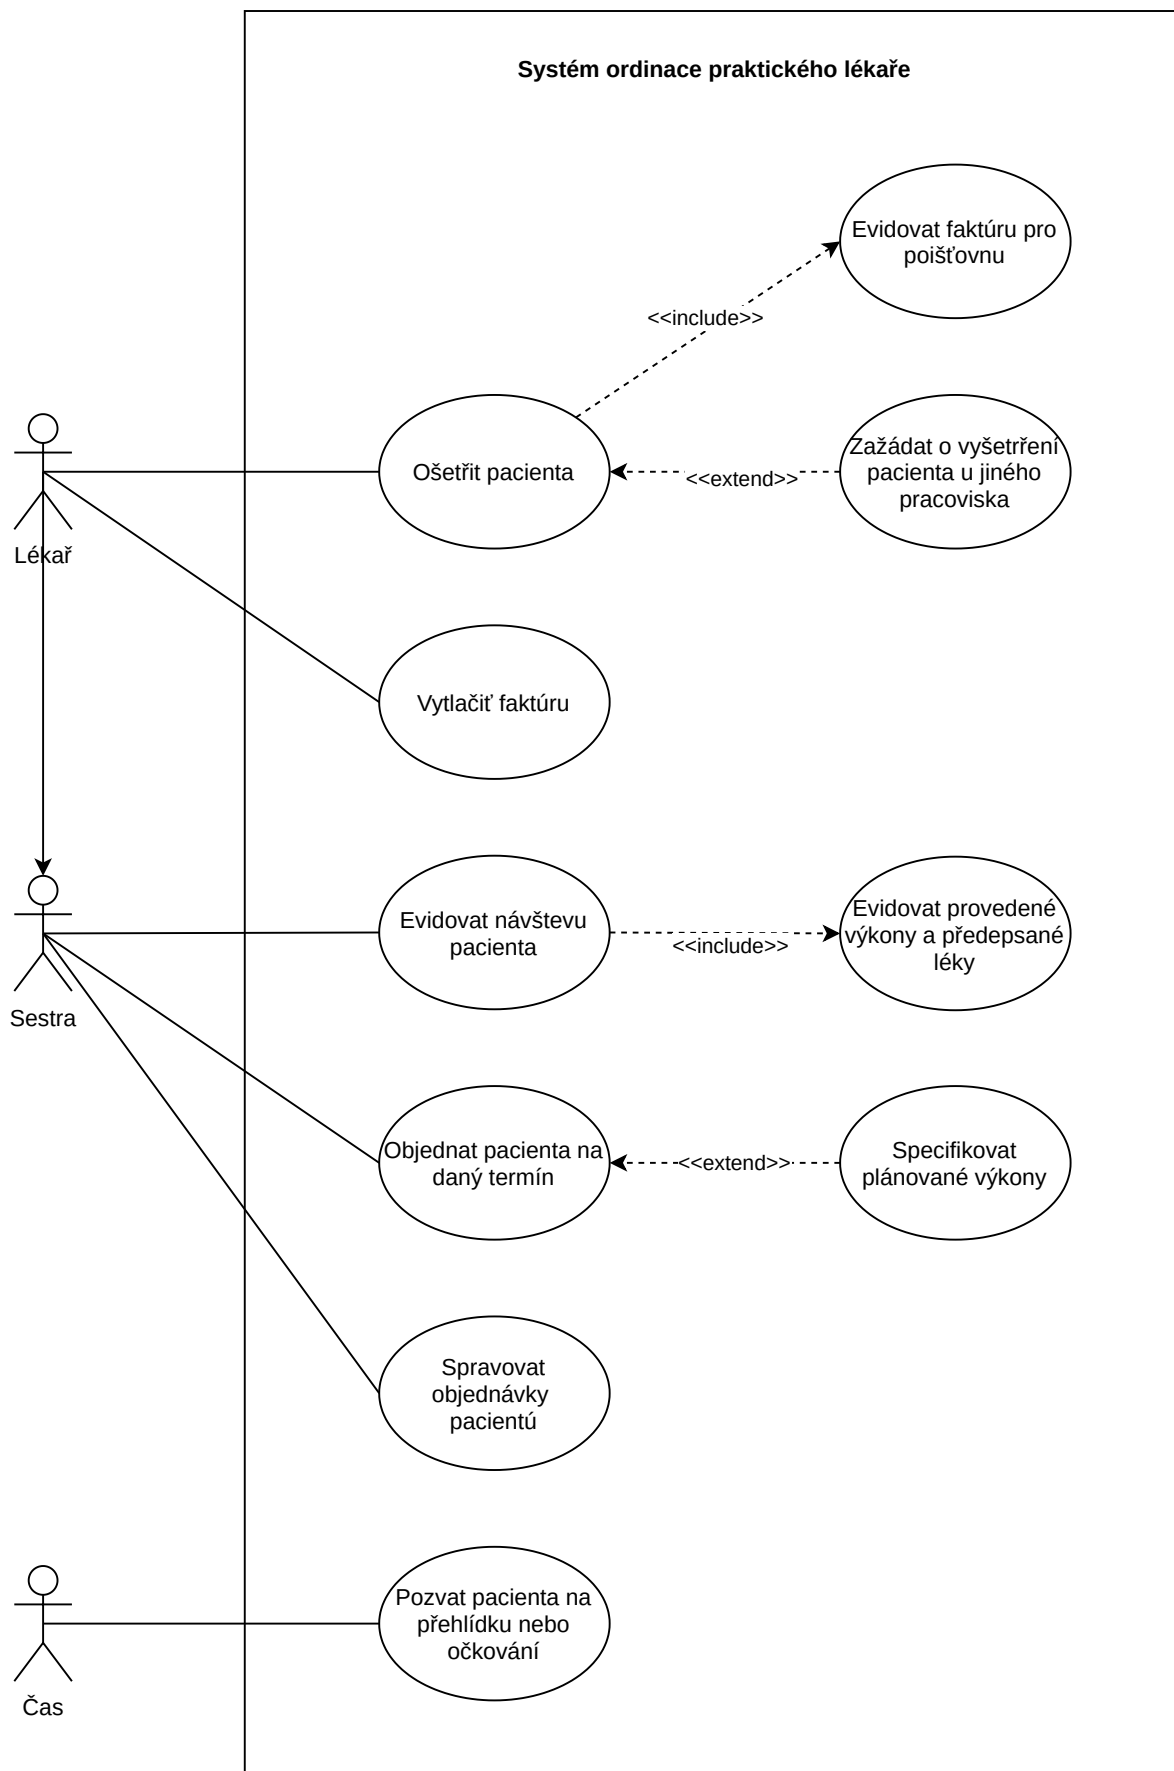 Systém ordinace praktického lékaře
Evidovat faktúru pro
poišťovnu
<<include>>
Ošetřit pacienta
<<extend>>
Zažádat o vyšetrření
pacienta u jiného
pracoviska
Lékař
Vytlačiť faktúru
Evidovat návštevu
pacienta
<<include>>
Evidovat provedené
výkony a předepsané
léky
Sestra
Objednat pacienta na
daný termín
<<extend>>
Specifikovat
plánované výkony
Spravovat
objednávky
pacientú
Pozvat pacienta na
přehlídku nebo
očkování
Čas